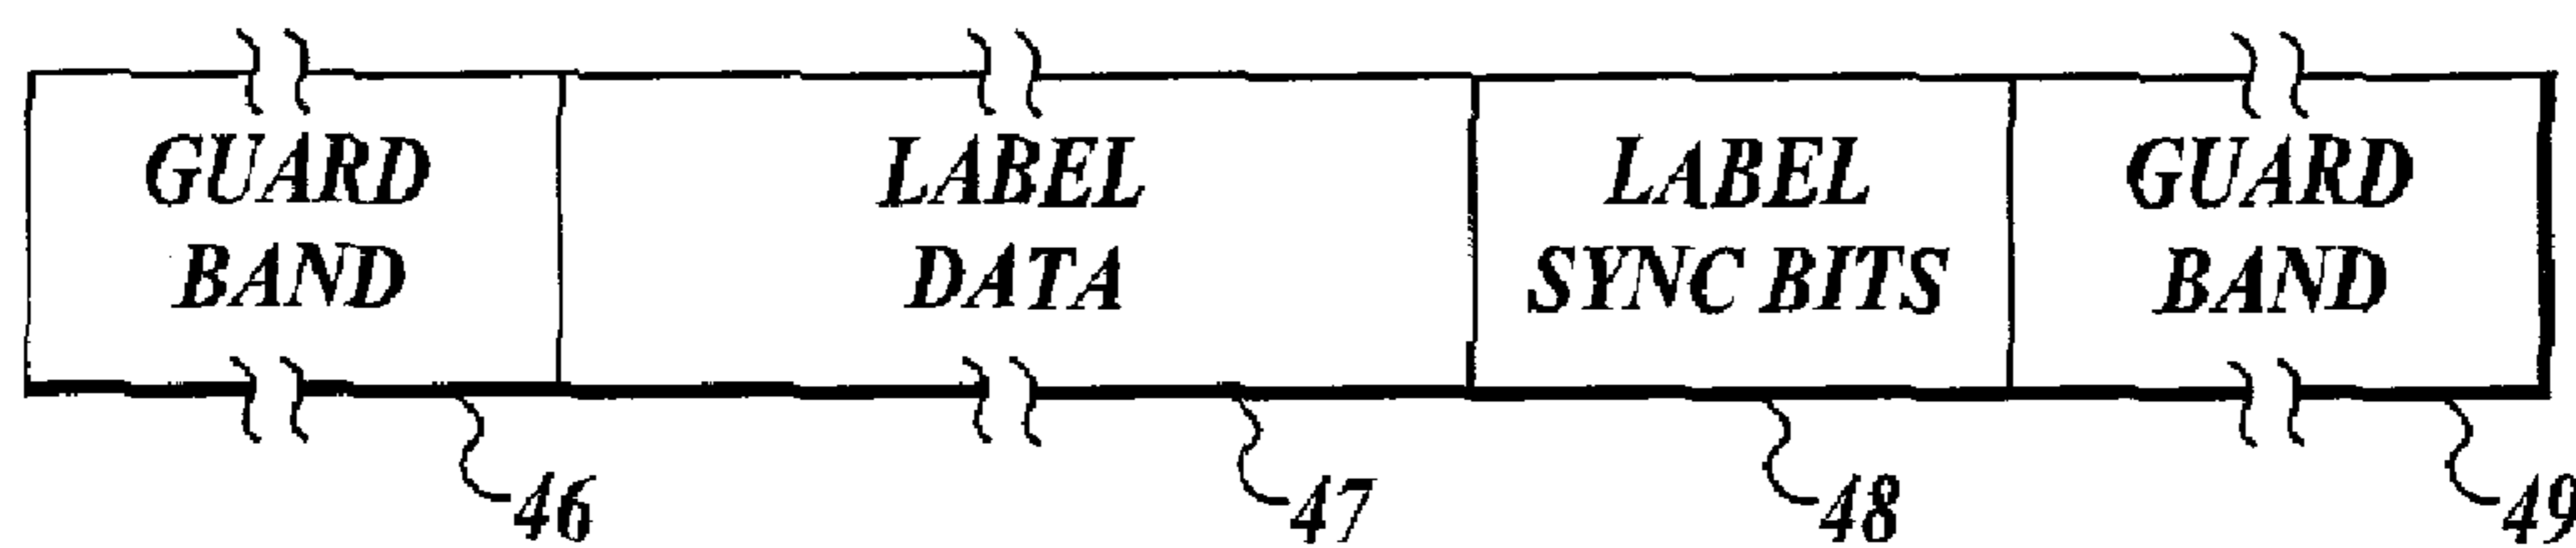 GUARD
BAND
LABEL
DATA
LABEL
SYNC BITS
GUARD
BAND
46
47
48
49